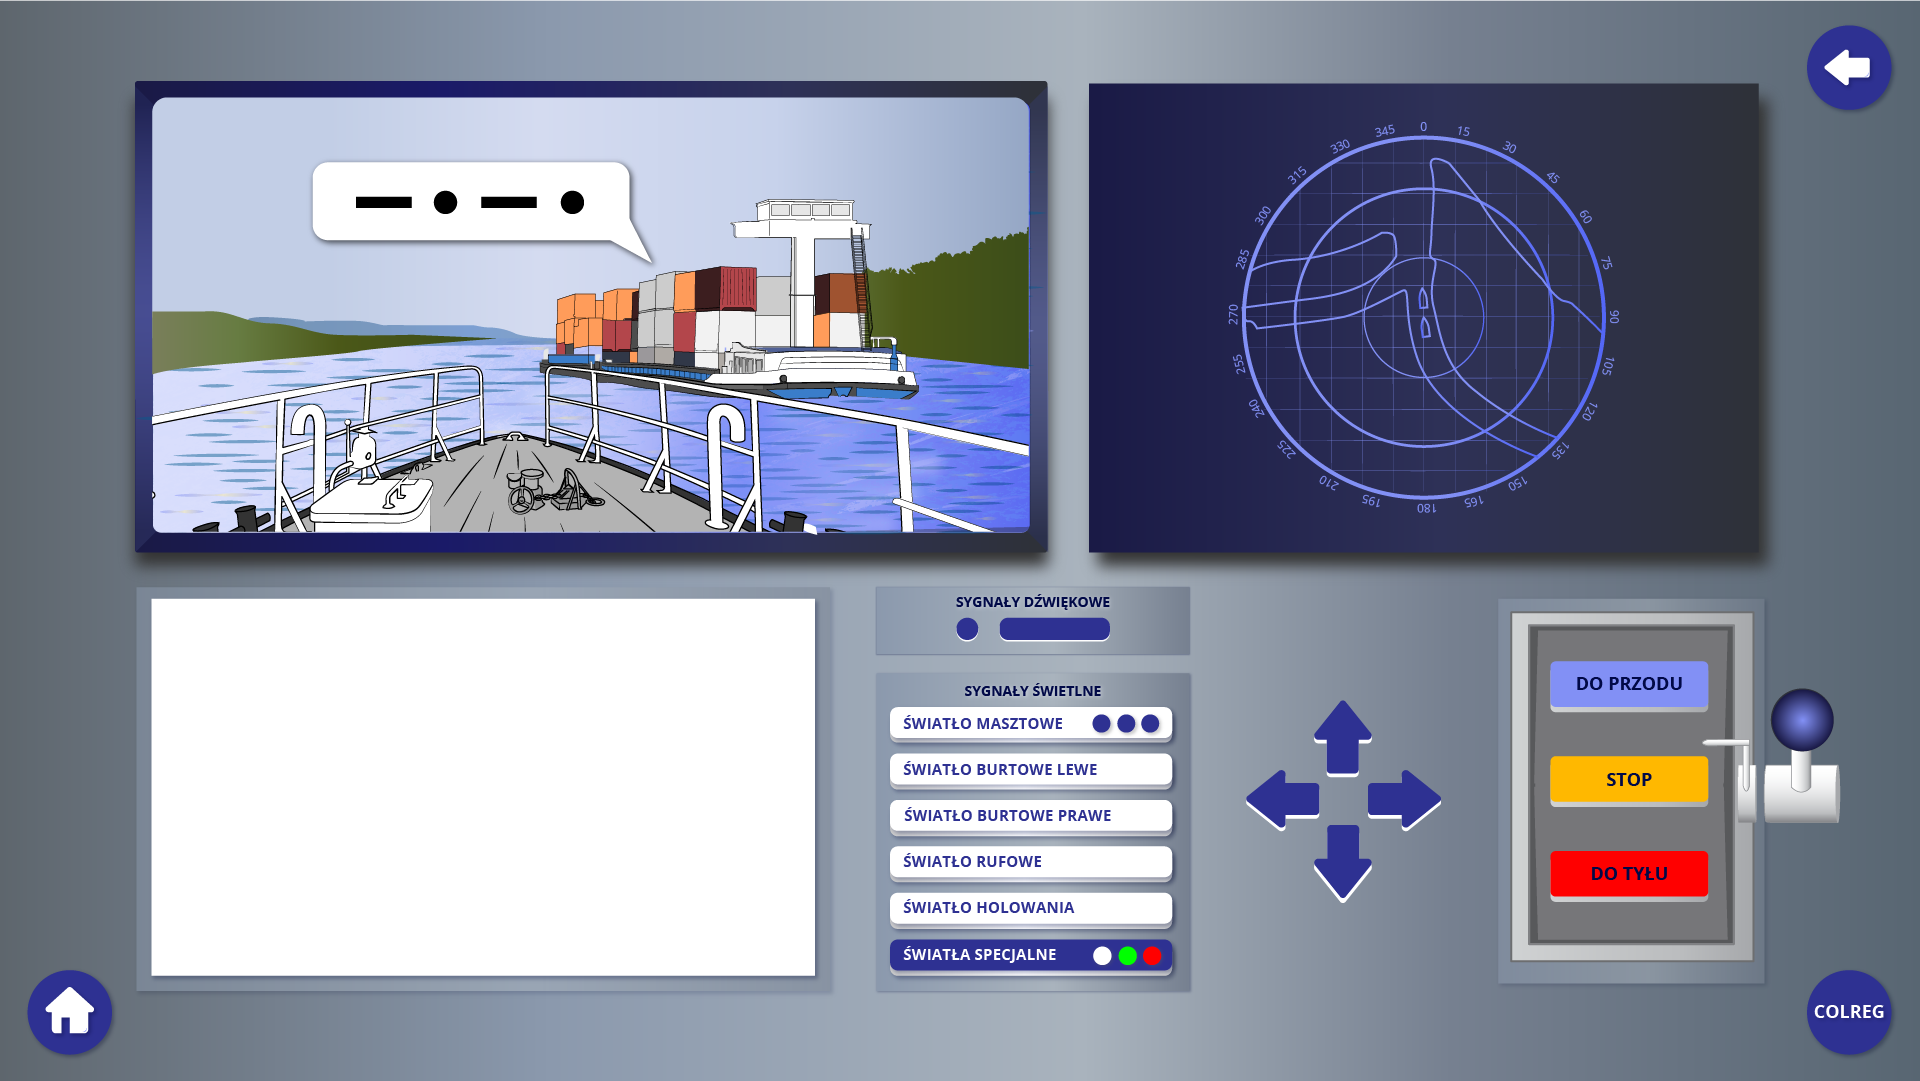 0
15
30
45
60
75
90
105
120
135
150
165
180
195
210
225
240
255
270
285
300
315
330
345
SYGNAŁY DŹWIĘKOWE
SYGNAŁY ŚWIETLNE
ŚWIATŁO MASZTOWE
ŚWIATŁO BURTOWE LEWE
ŚWIATŁO BURTOWE PRAWE
ŚWIATŁO RUFOWE
ŚWIATŁO HOLOWANIA
ŚWIATŁA SPECJALNE
DO PRZODU
STOP
DO TYŁU
COLREG